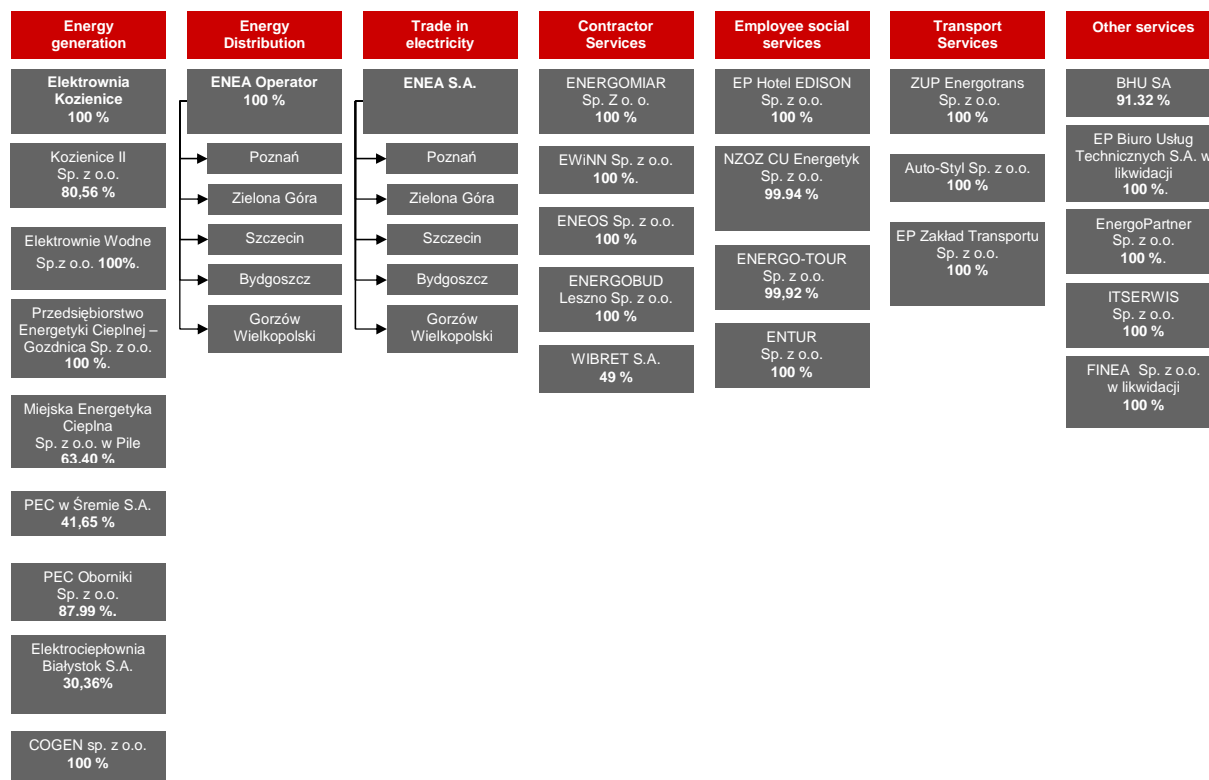 Energy
generation
Elektrownia
Kozienice
100 %
Kozienice II
Sp. z o.o.
80,56 %
Elektrownie Wodne
Sp.z o.o. 100%.
Przedsiębiorstwo
Energetyki Cieplnej –
Gozdnica Sp. z o.o.
100 %.
Miejska Energetyka
Cieplna
Sp. z o.o. w Pile
63.40 %
PEC w Śremie S.A.
41,65 %
PEC Oborniki
Sp. z o.o.
87.99 %.
Elektrociepłownia
Białystok S.A.
30,36%
COGEN sp. z o.o.
100 %
Energy
Distribution
ENEA Operator
100 %
Poznań
Zielona Góra
Szczecin
Bydgoszcz
Gorzów
Wielkopolski
Trade in
electricity
ENEA S.A.
Poznań
Zielona Góra
Szczecin
Bydgoszcz
Gorzów
Wielkopolski
Contractor
Services
ENERGOMIAR
Sp. Z o. o.
100 %
EWiNN Sp. z o.o.
100 %.
ENEOS Sp. z o.o.
100 %
ENERGOBUD
Leszno Sp. z o.o.
100 %
WIBRET S.A.
49 %
Employee social
services
EP Hotel EDISON
Sp. z o.o.
100 %
NZOZ CU Energetyk
Sp. z o.o.
99.94 %
ENERGO-TOUR
Sp. z o.o.
99,92 %
ENTUR
Sp. z o.o.
100 %
Transport
Services
ZUP Energotrans
Sp. z o.o.
100 %
Auto-Styl Sp. z o.o.
100 %
EP Zakład Transportu
Sp. z o.o.
100 %
Other services
BHU SA
91.32 %
EP Biuro Usług
Technicznych S.A. w
likwidacji
100 %.
EnergoPartner
Sp. z o.o.
100 %.
ITSERWIS
Sp. z o.o.
100 %
FINEA Sp. z o.o.
w likwidacji
100 %